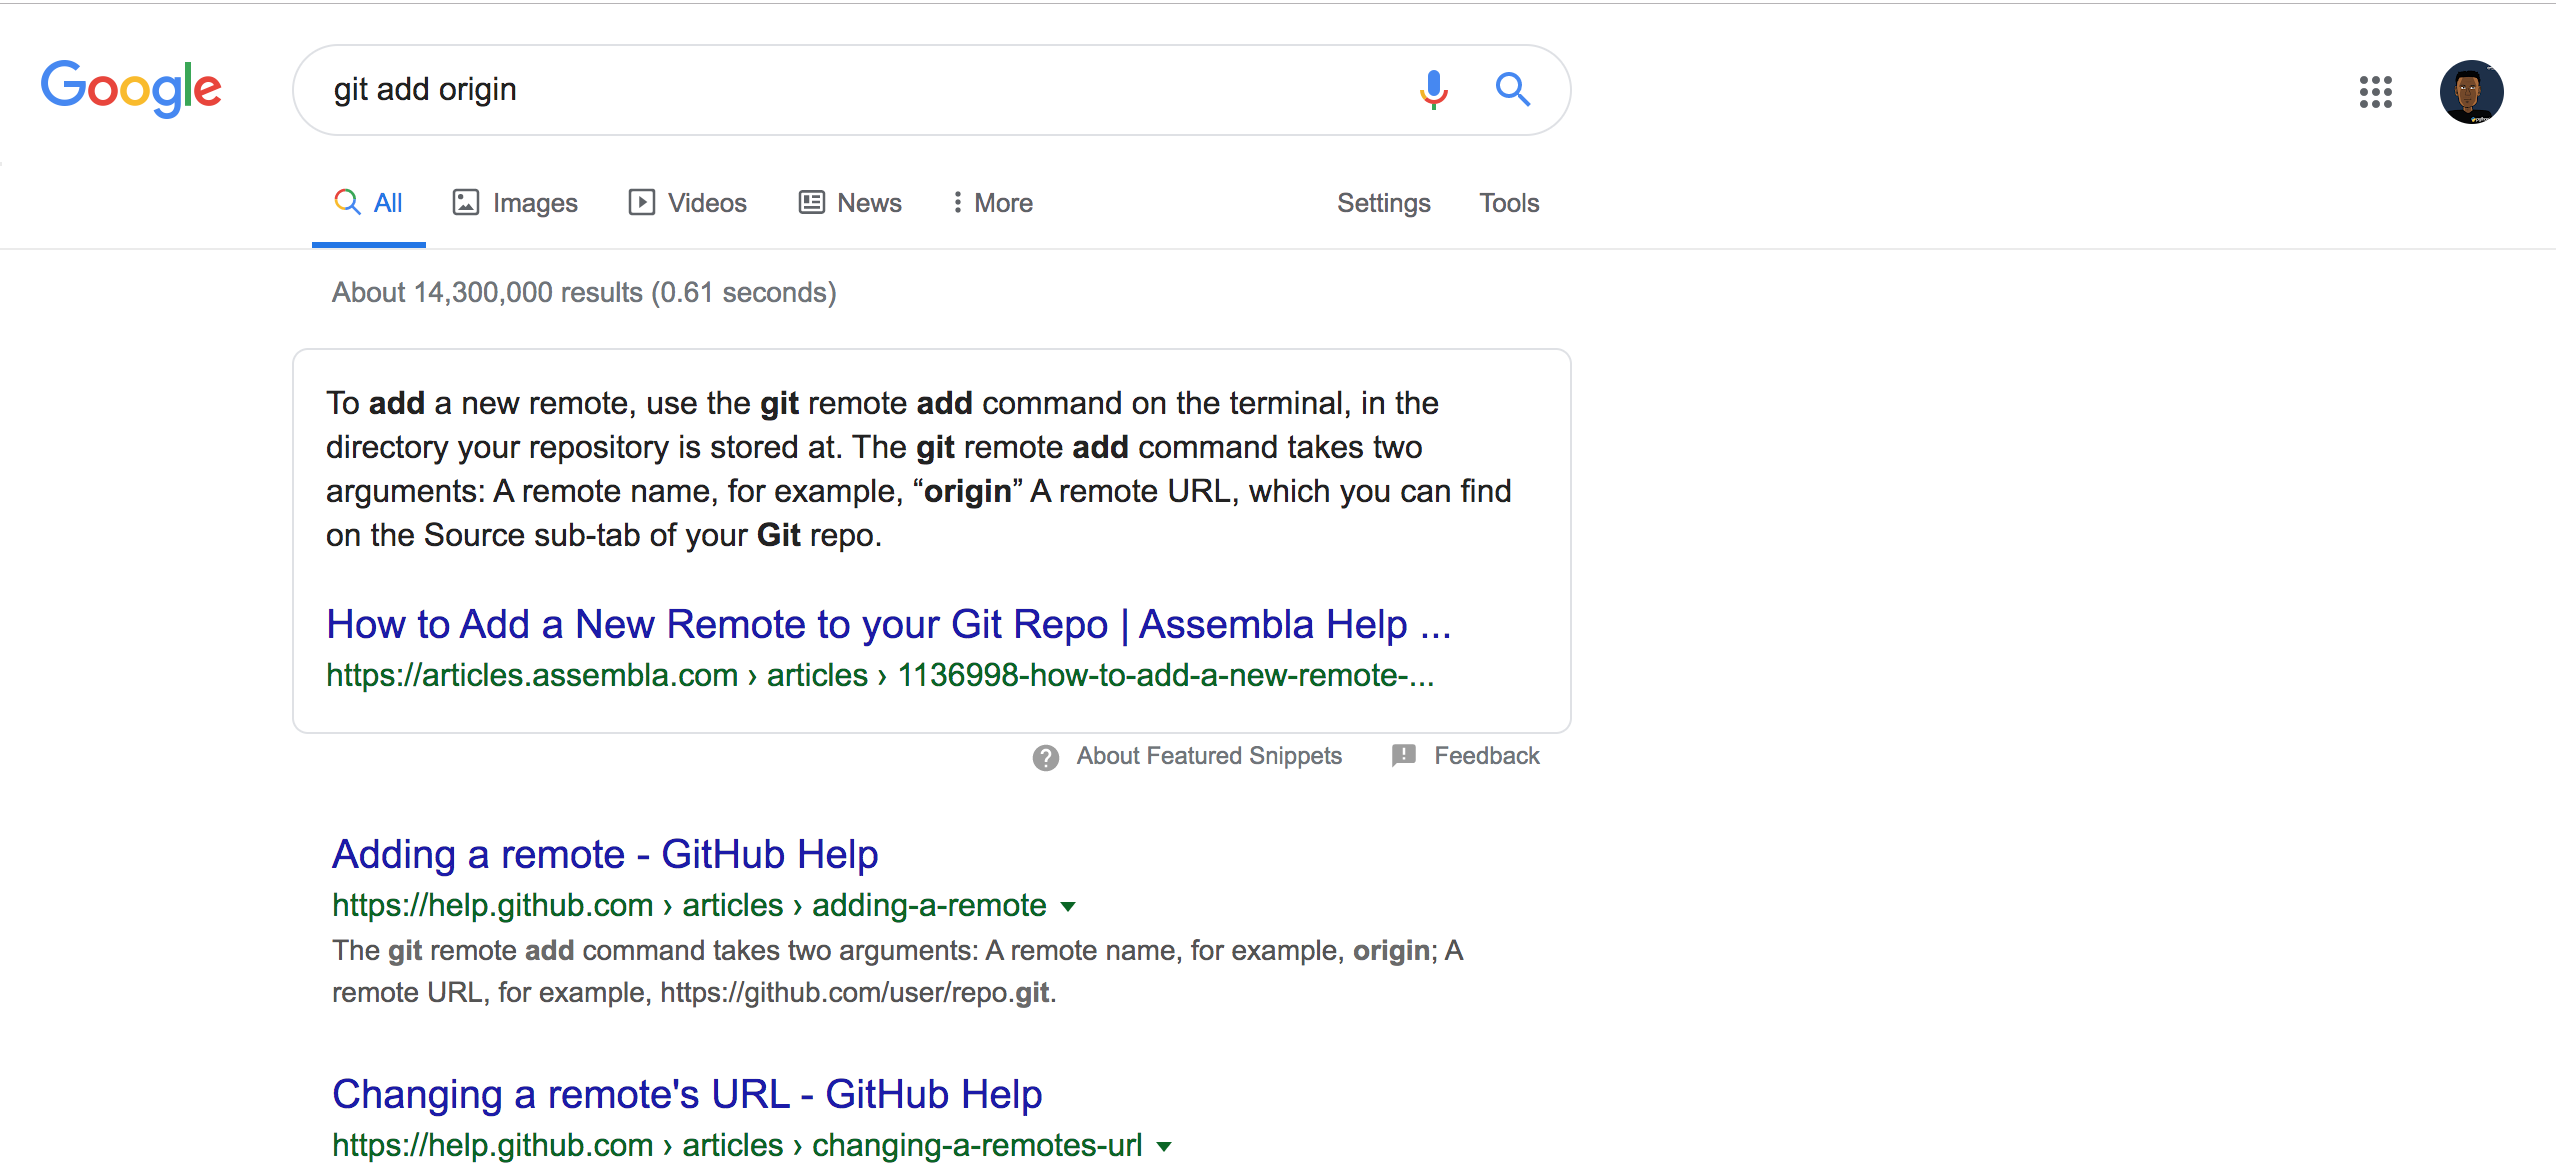 Google
git add origin
All
Images
Videos
News
More
Settings
Tools
About 14,300,000 results (0.61 seconds)
To add a new remote, use the git remote add command on the terminal, in the
directory your repository is stored at. The git remote add command takes two
arguments: A remote name, for example, “origin” A remote URL, which you can find
on the Source sub-tab of your Git repo.
How to Add a New Remote to your Git Repo | Assembla Help ...
https://articles.assembla.com › articles › 1136998-how-to-add-a-new-remote-...
About Featured Snippets
Feedback
Adding a remote - GitHub Help
https://help.github.com › articles › adding-a-remote
The git remote add command takes two arguments: A remote name, for example, origin; A
remote URL, for example, https://github.com/user/repo.git.
Changing a remote's URL - GitHub Help
https://help.github.com › articles › changing-a-remotes-url